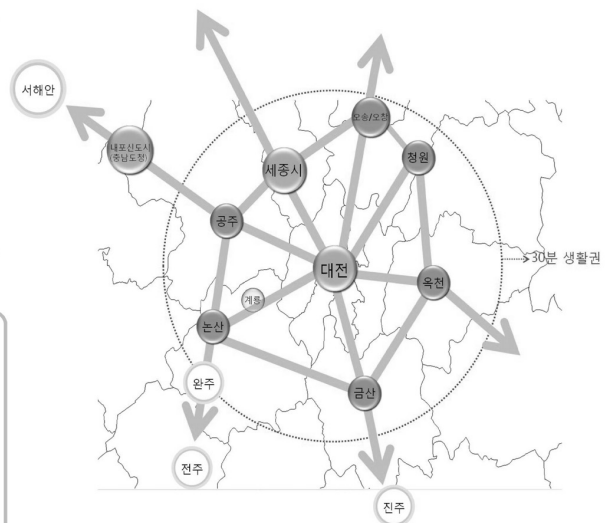 서해안
오송/오창
내포신도시
(충남도청)
청원
세종시
공주
30분 생활권
대전
옥천
계룡
논산
완주
금산
전주
진주